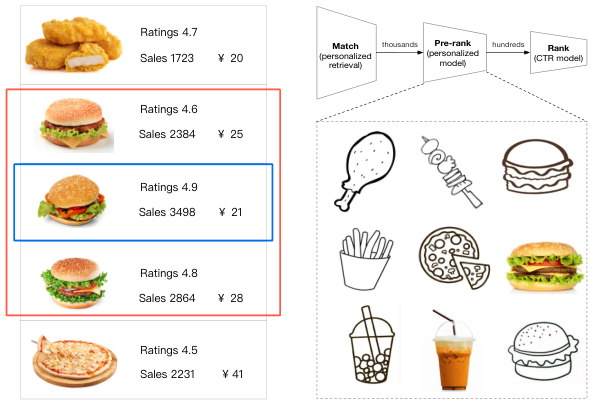 Ratings 4.7
Sales 1723 ¥ 20
Ratings 4.6
Sales 2384 ¥ 25
Ratings 4.9
Sales 3498 ¥ 21
Ratings 4.8
Sales 2864 ¥ 28
Ratings 4.5
Sales 2231 ¥ 41
Match
(personalized
retrieval)
thousands
Pre-rank
(personalized
model)
hundreds
Rank
(CTR model)